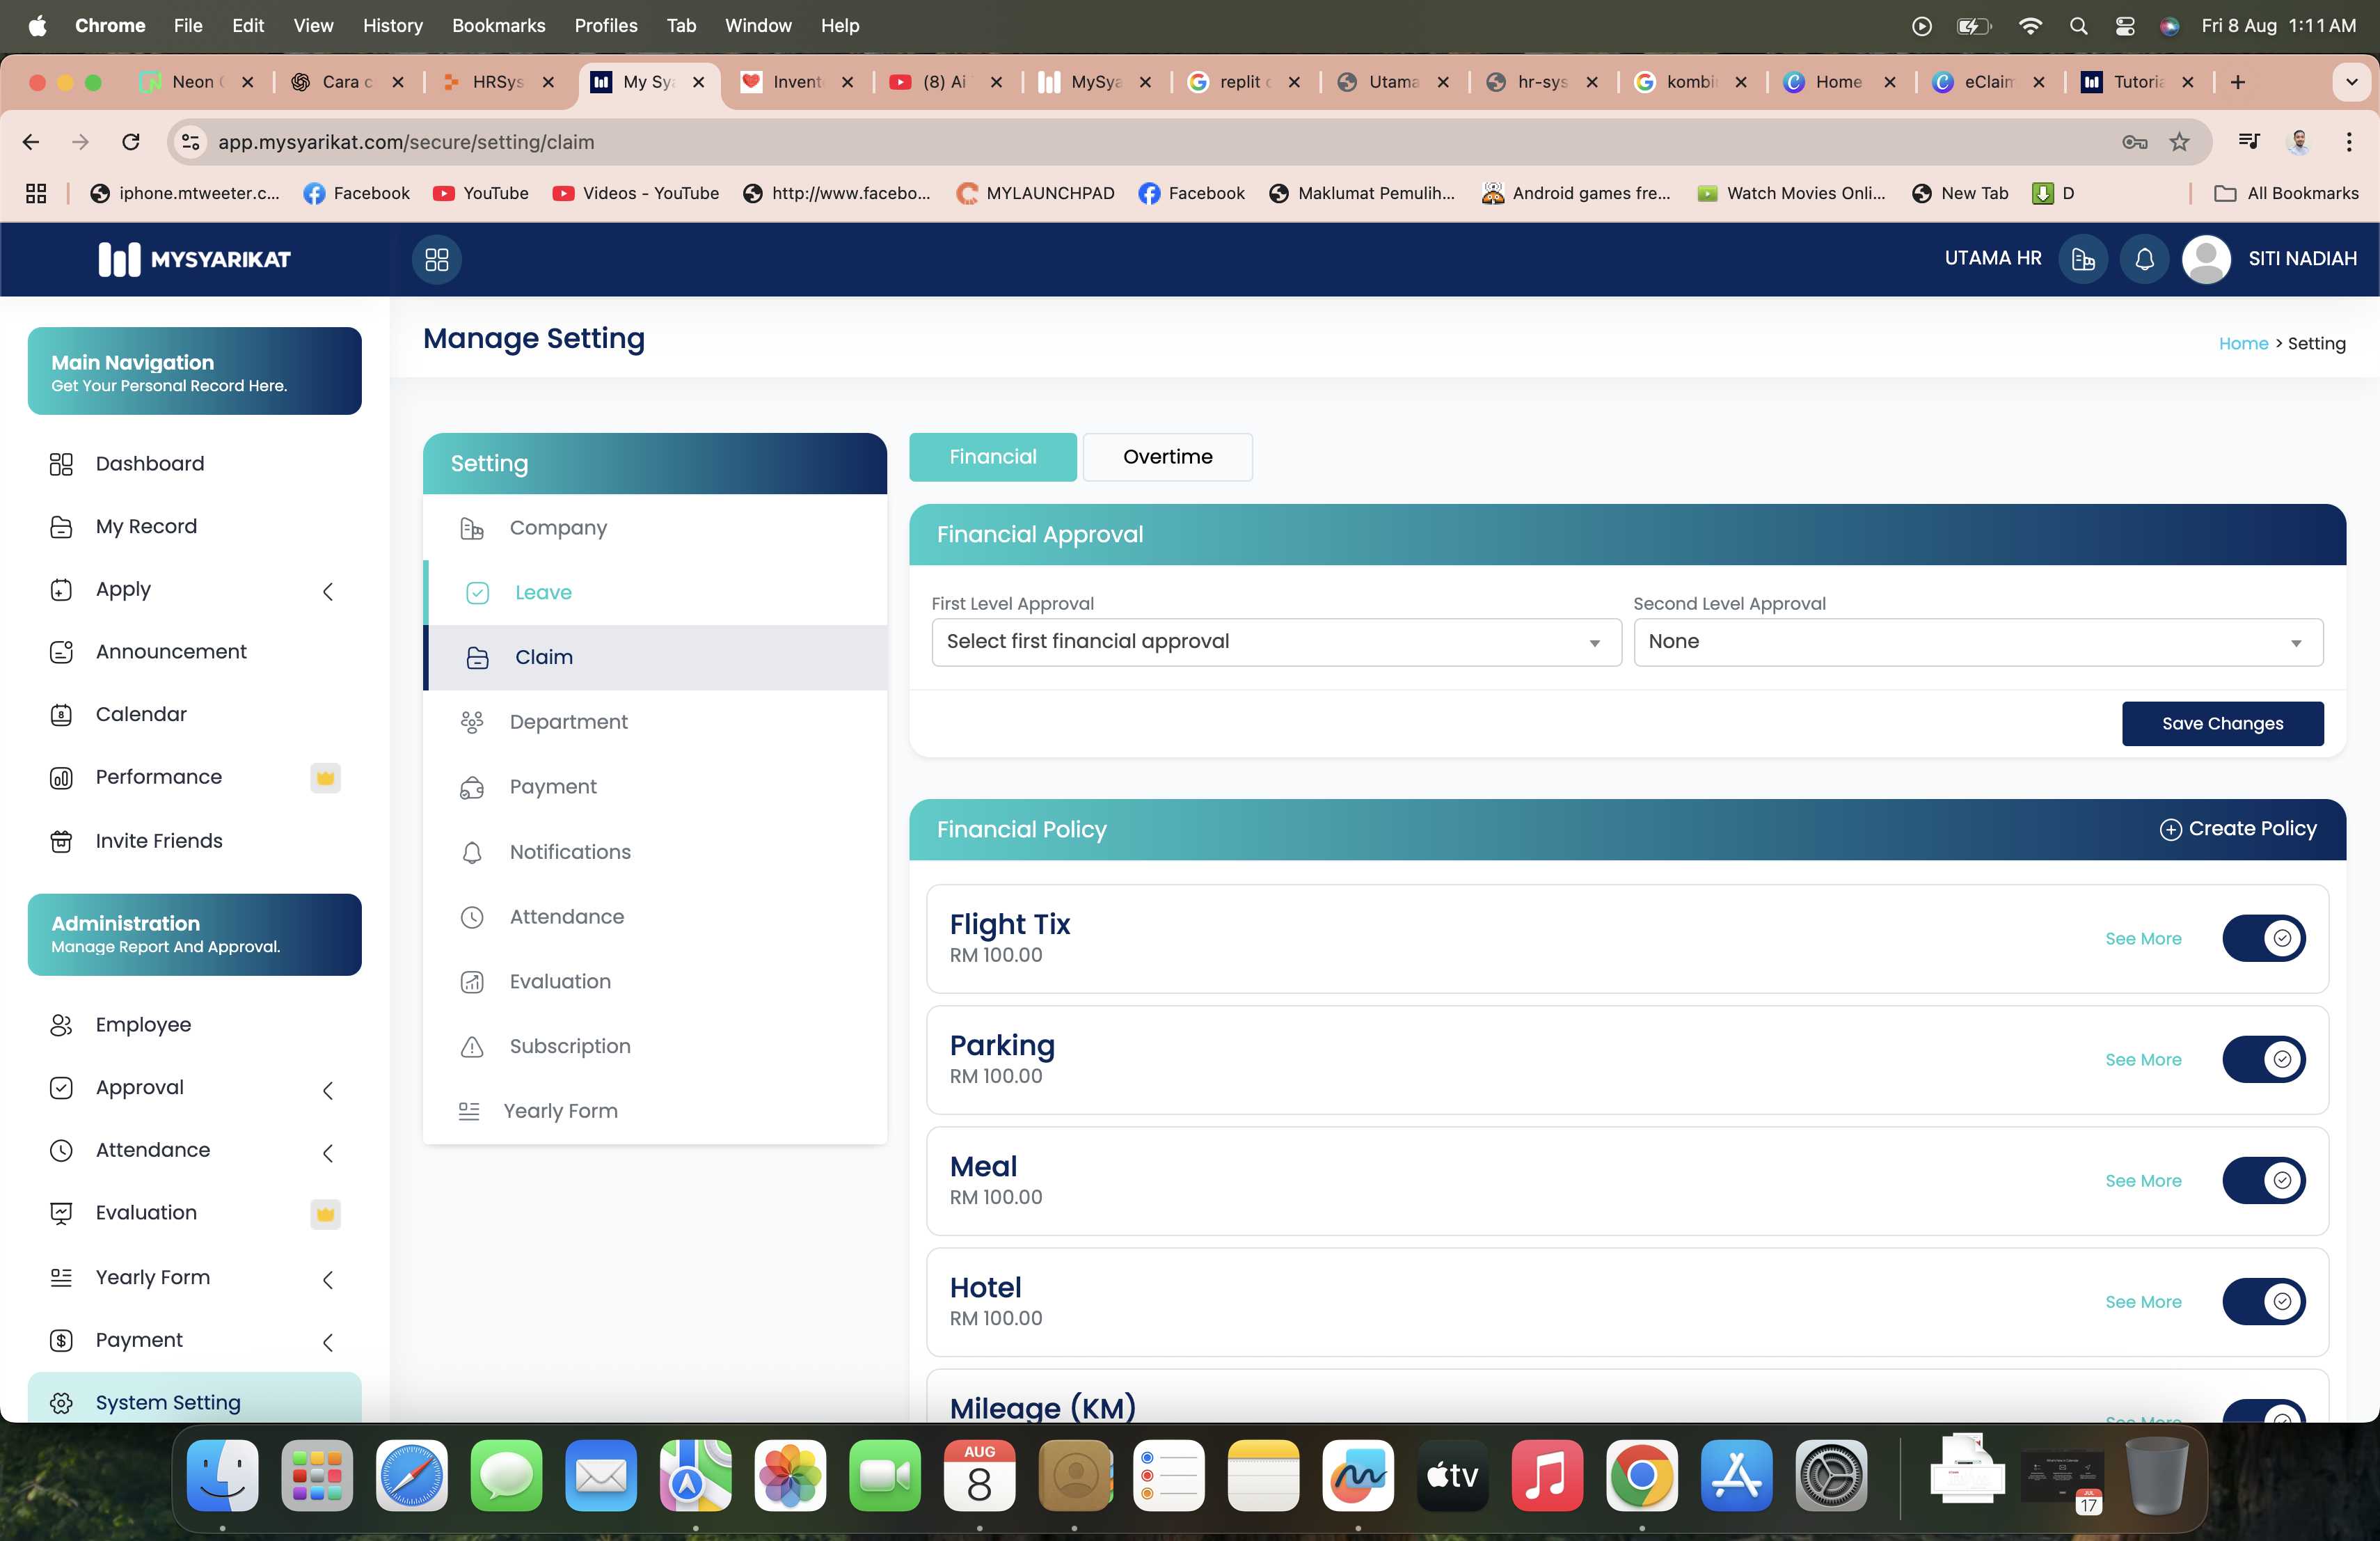 Chrome File Edit View History Bookmarks Profiles Tab Window Help Fri 8 Aug 1:11 AM
Neon Cara c HRSys My Sya Invent (8) Ai MySya replit Utama hr-sys kombi Home eClaim Tutoria
app.mysyarikat.com/secure/setting/claim
iphone.mtweeter.c... Facebook YouTube Videos - YouTube http://www.facebo... MYLAUNCHPAD Facebook Maklumat Pemulih... Android games fre... Watch Movies Onli... New Tab D All Bookmarks
MYSYARIKAT UTAMA HR SITI NADIAH
Manage Setting
Home > Setting
Main Navigation
Get Your Personal Record Here.
Dashboard
My Record
Apply
Announcement
8
Calendar
Performance
Invite Friends
Administration
Manage Report And Approval.
Employee
Approval
Attendance
Evaluation
Yearly Form
$
Payment
System Setting
Setting
Company
Leave
Claim
Department
Payment
Notifications
Attendance
Evaluation
Subscription
Yearly Form
Financial Overtime
Financial Approval
First Level Approval Second Level Approval
Select first financial approval None
Save Changes
Financial Policy Create Policy
Flight Tix
RM 100.00
See More
Parking
RM 100.00
See More
Meal
RM 100.00
See More
Hotel
RM 100.00
See More
Mileage (KM)
See More
AUG
8
tv
JUL
17